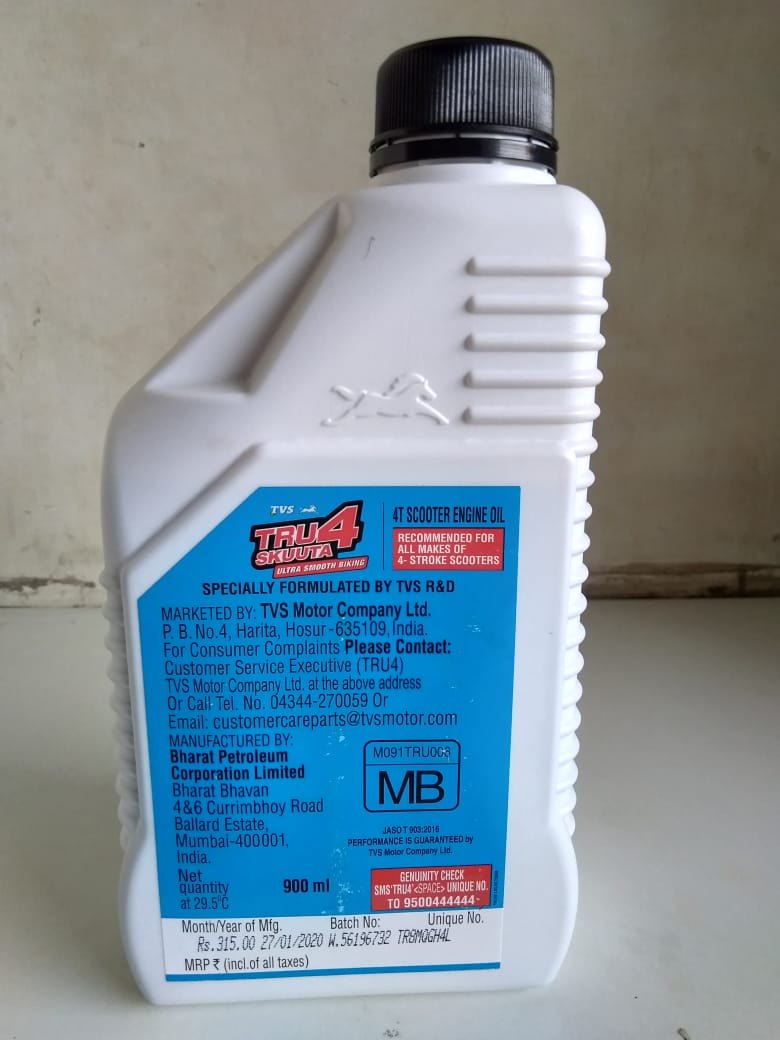 TVS
TRU4
SKUUTA
ULTRA SMOOTH BIKING
4T SCOOTER ENGINE OIL
RECOMMENDED FOR
ALL MAKES OF
4- STROKE SCOOTERS
SPECIALLY FORMULATED BY TVS R&D
MARKETED BY: TVS Motor Company Ltd.
P. B. No.4, Harita, Hosur-635109, India.
For Consumer Complaints Please Contact:
Customer Service Executive (TRU4)
TVS Motor Company Ltd. at the above address
Or Call Tel. No. 04344-270059 Or
Email: customercareparts@tvsmotor.com
MANUFACTURED BY:
Bharat Petroleum
Corporation Limited
Bharat Bhavan
4&6 Currimbhoy Road
Ballard Estate,
Mumbai-400001,
India.
M091TRU008
MB
JASO T 903:2016
PERFORMANCE IS GUARANTEED by
TVS Motor Company Ltd.
Net
quantity
at 29.5°C
900 ml
GENUINITY CHECK
SMS'TRU4'<SPACE> UNIQUE NO.
TO 9500444444
Month/Year of Mfg. Batch No: Unique No.
Rs.315.00 27/01/2020 W.56196732 TR8MQGH4L
MRP ₹ (incl.of all taxes)